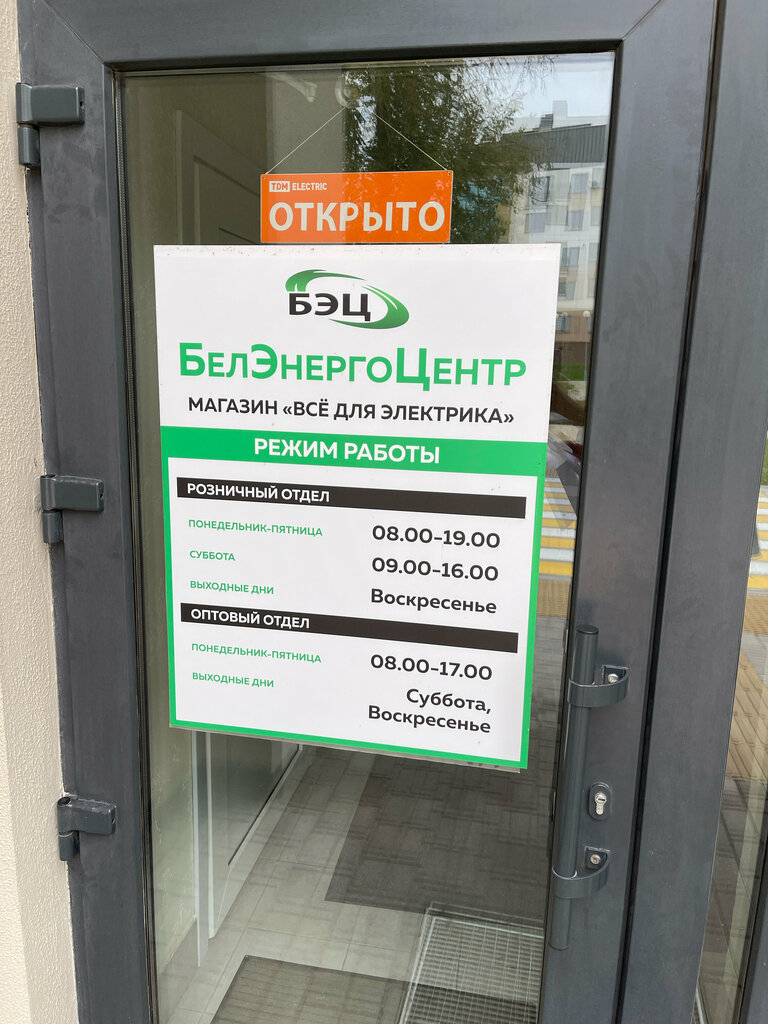 TDM ELECTRIC
ОТКРЫТО
БЭЦ
БелЭнергоЦентр
МАГАЗИН «ВСЁ ДЛЯ ЭЛЕКТРИКА»
РЕЖИМ РАБОТЫ
РОЗНИЧНЫЙ ОТДЕЛ
ПОНЕДЕЛЬНИК-ПЯТНИЦА 08.00-19.00
СУББОТА 09.00-16.00
ВЫХОДНЫЕ ДНИ Воскресенье
ОПТОВЫЙ ОТДЕЛ
ПОНЕДЕЛЬНИК-ПЯТНИЦА 08.00-17.00
ВЫХОДНЫЕ ДНИ Суббота,
Воскресенье